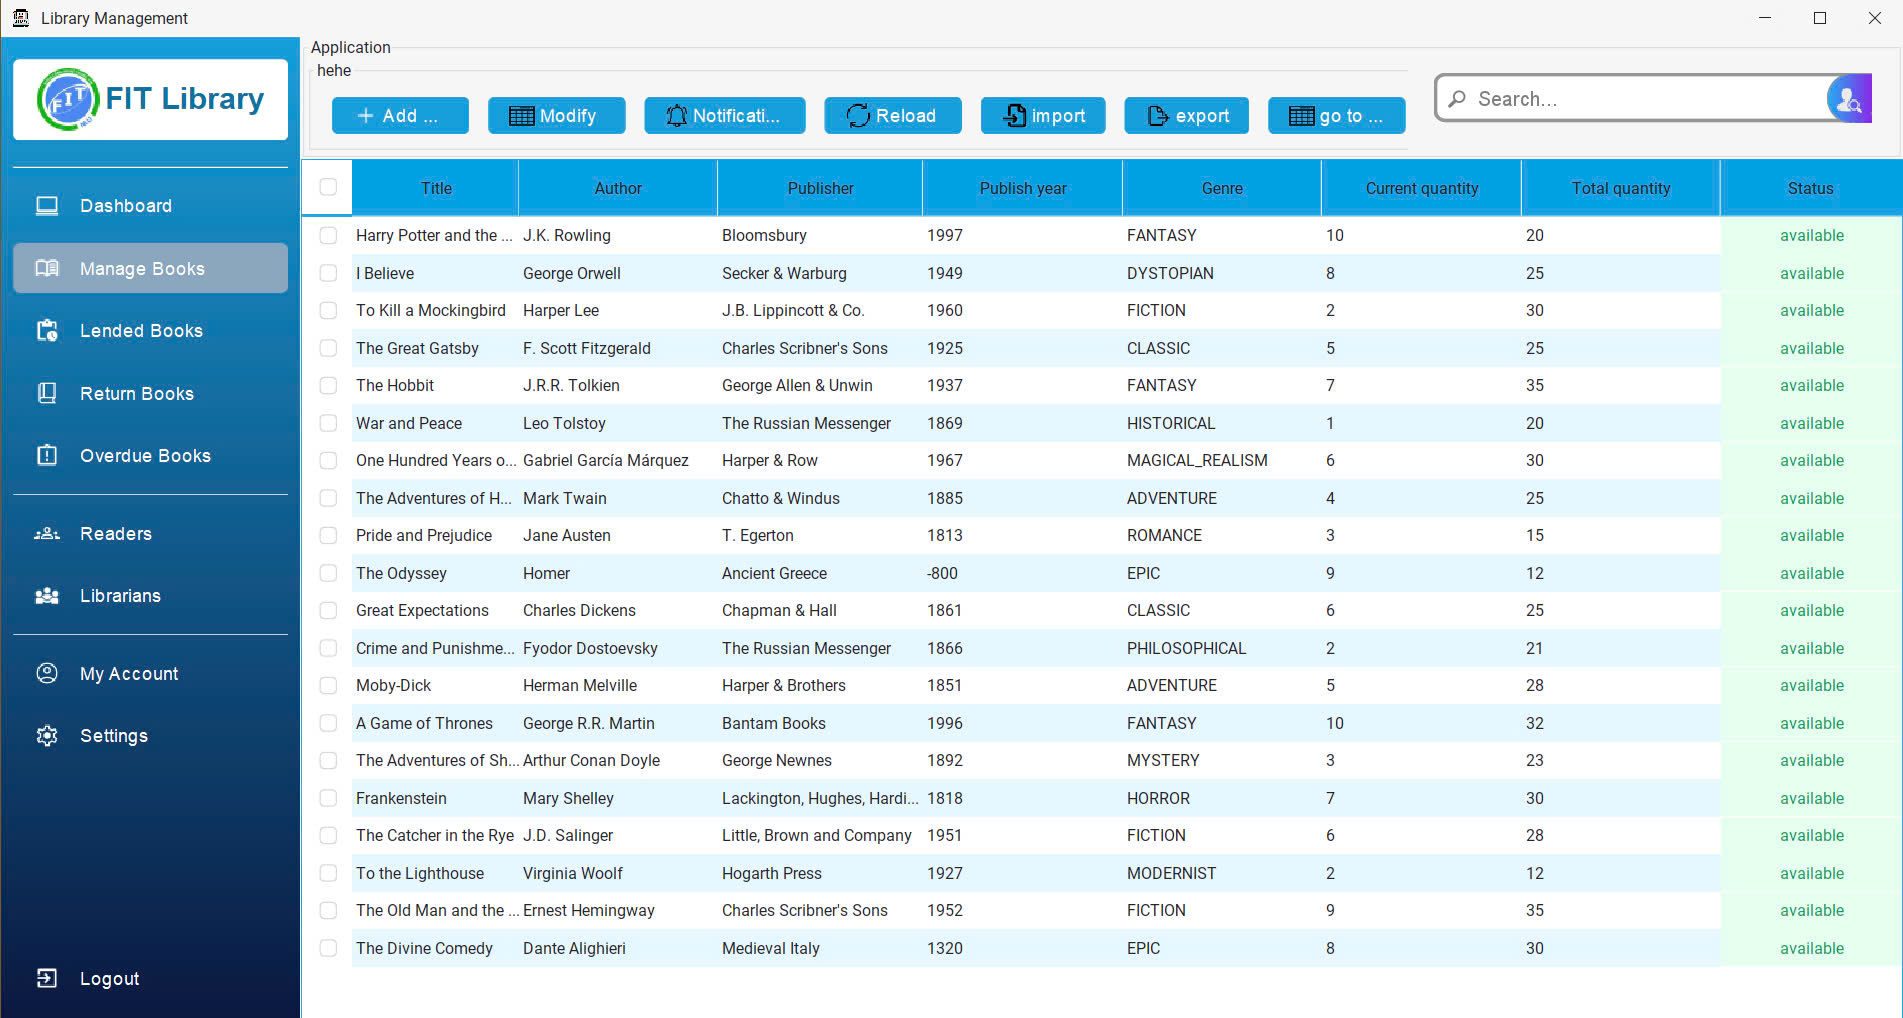 Library Management
FIT FIT Library
Dashboard
Manage Books
Lended Books
Return Books
Overdue Books
Readers
Librarians
My Account
Settings
Logout
Application
hehe
Add ... Modify Notificati... Reload import export go to ...
Search...
Title Author Publisher Publish year Genre Current quantity Total quantity Status
Harry Potter and the ... J.K. Rowling Bloomsbury 1997 FANTASY 10 20 available
I Believe George Orwell Secker & Warburg 1949 DYSTOPIAN 8 25 available
To Kill a Mockingbird Harper Lee J.B. Lippincott & Co. 1960 FICTION 2 30 available
The Great Gatsby F. Scott Fitzgerald Charles Scribner's Sons 1925 CLASSIC 5 25 available
The Hobbit J.R.R. Tolkien George Allen & Unwin 1937 FANTASY 7 35 available
War and Peace Leo Tolstoy The Russian Messenger 1869 HISTORICAL 1 20 available
One Hundred Years o... Gabriel García Márquez Harper & Row 1967 MAGICAL_REALISM 6 30 available
The Adventures of H... Mark Twain Chatto & Windus 1885 ADVENTURE 4 25 available
Pride and Prejudice Jane Austen T. Egerton 1813 ROMANCE 3 15 available
The Odyssey Homer Ancient Greece -800 EPIC 9 12 available
Great Expectations Charles Dickens Chapman & Hall 1861 CLASSIC 6 25 available
Crime and Punishme... Fyodor Dostoevsky The Russian Messenger 1866 PHILOSOPHICAL 2 21 available
Moby-Dick Herman Melville Harper & Brothers 1851 ADVENTURE 5 28 available
A Game of Thrones George R.R. Martin Bantam Books 1996 FANTASY 10 32 available
The Adventures of Sh... Arthur Conan Doyle George Newnes 1892 MYSTERY 3 23 available
Frankenstein Mary Shelley Lackington, Hughes, Hardi... 1818 HORROR 7 30 available
The Catcher in the Rye J.D. Salinger Little, Brown and Company 1951 FICTION 6 28 available
To the Lighthouse Virginia Woolf Hogarth Press 1927 MODERNIST 2 12 available
The Old Man and the ... Ernest Hemingway Charles Scribner's Sons 1952 FICTION 9 35 available
The Divine Comedy Dante Alighieri Medieval Italy 1320 EPIC 8 30 available